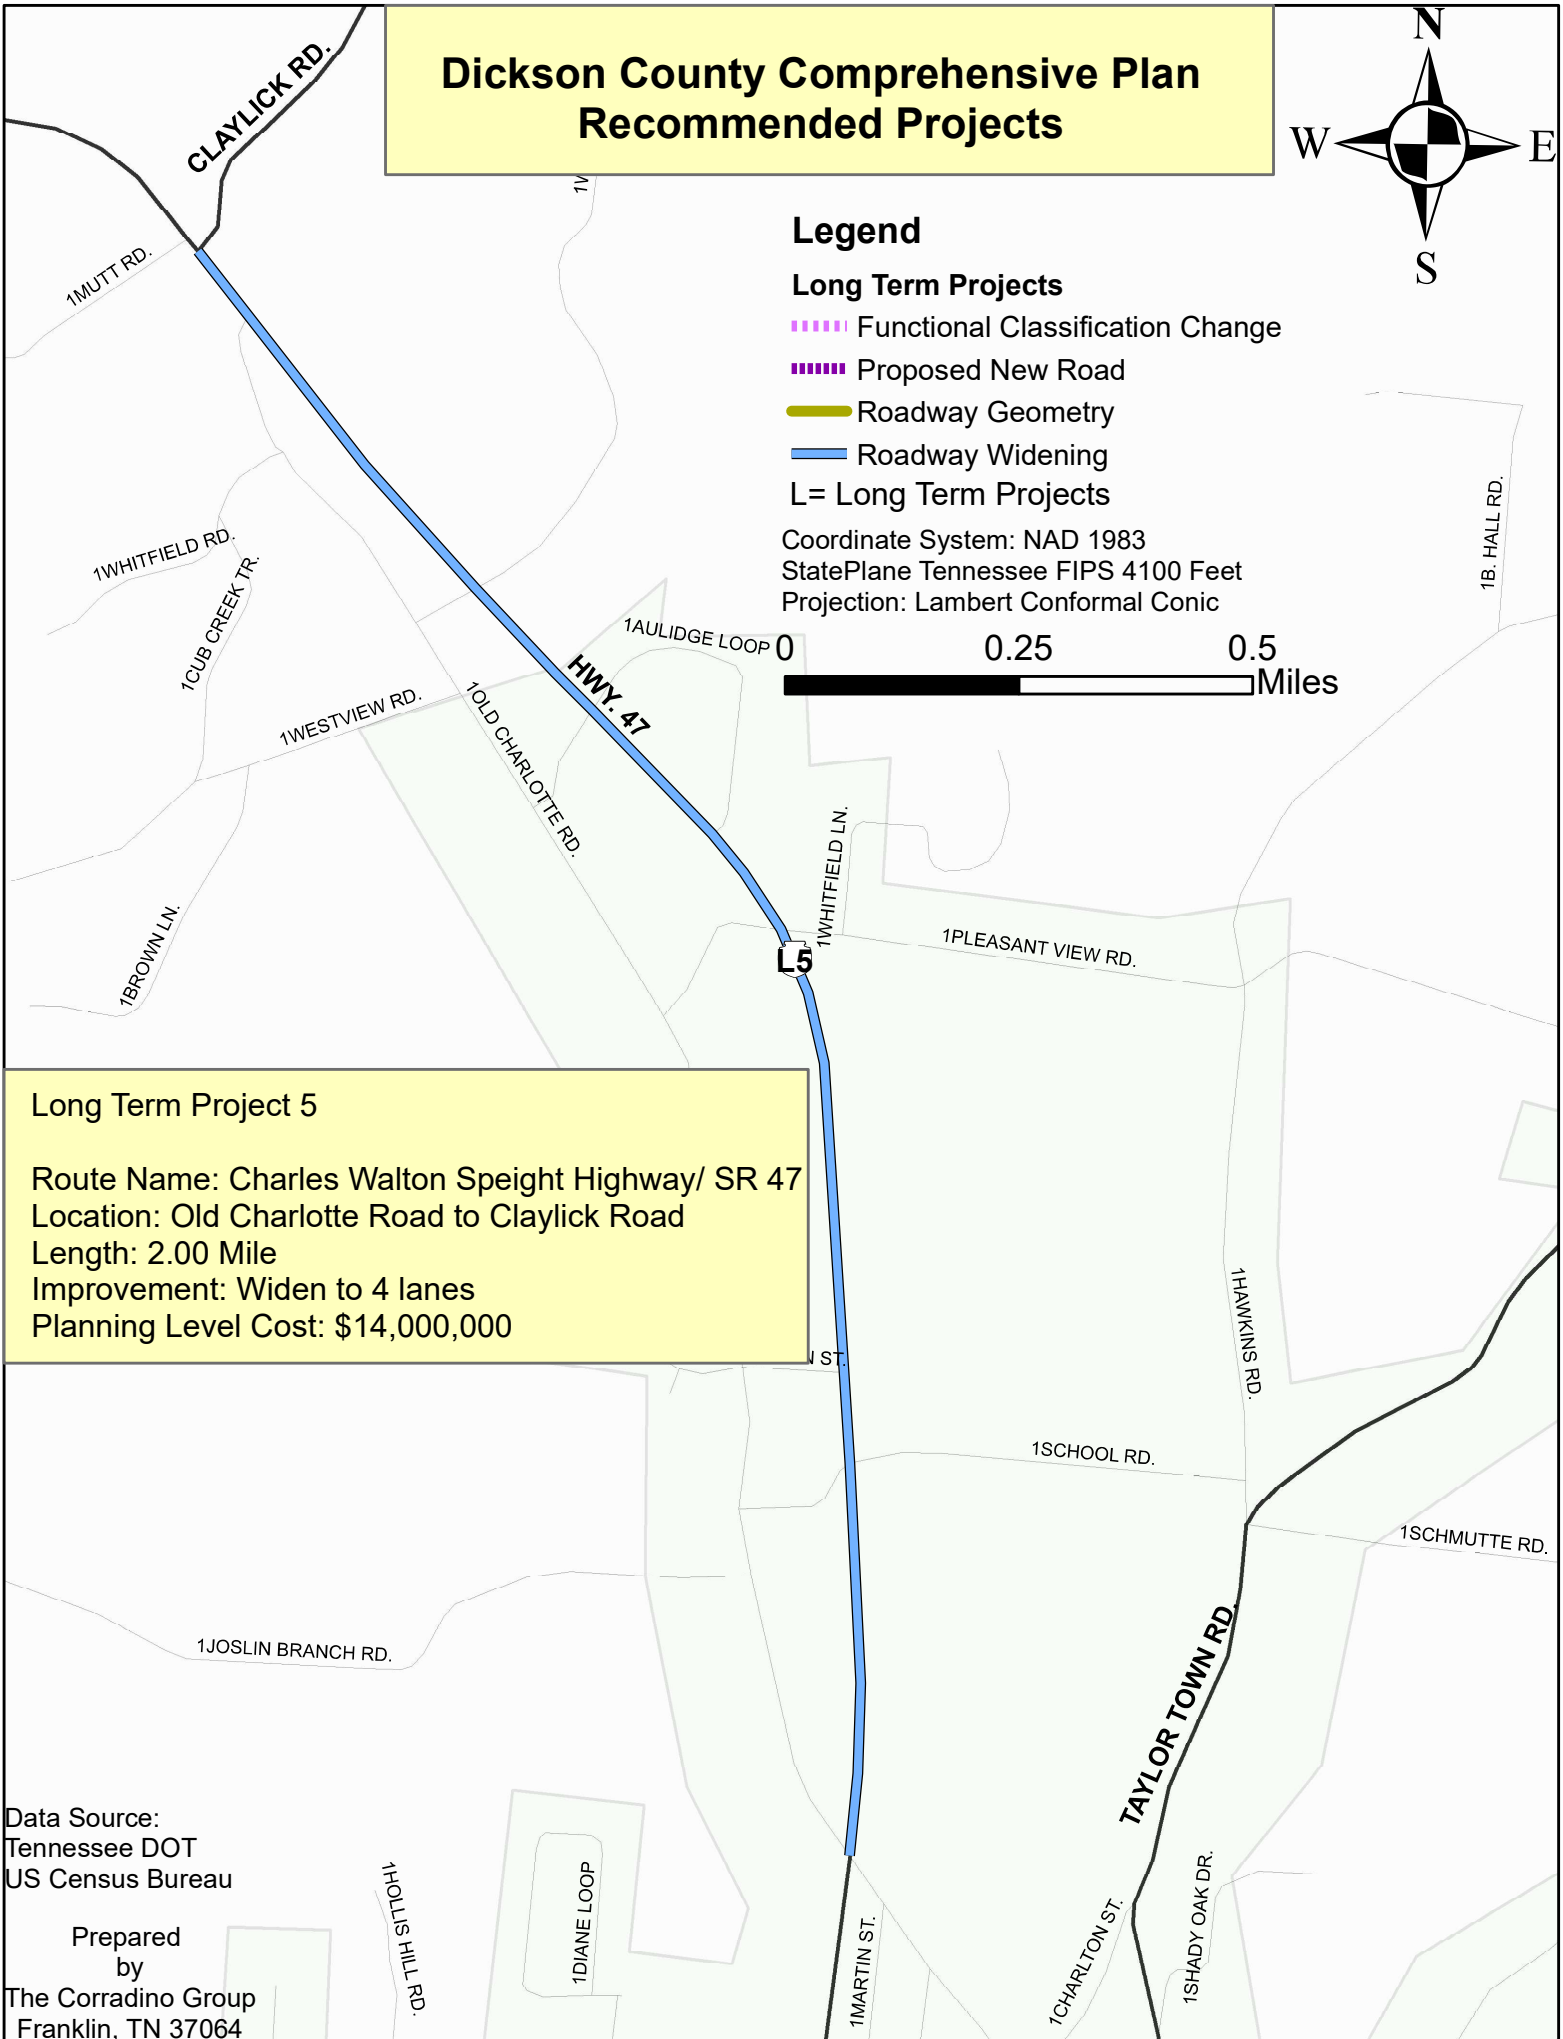 Dickson County Comprehensive Plan
Recommended Projects
N
W
E
S
CLAYLICK RD.
1MUTT RD.
Legend
Long Term Projects
Functional Classification Change
Proposed New Road
Roadway Geometry
Roadway Widening
L= Long Term Projects
Coordinate System: NAD 1983
StatePlane Tennessee FIPS 4100 Feet
Projection: Lambert Conformal Conic
0 0.25 0.5
Miles
1B. HALL RD.
1WHITFIELD RD.
1CUB CREEK TR.
1AULIDGE LOOP
HWY. 47
1WESTVIEW RD.
1OLD CHARLOTTE RD.
1WHITFIELD LN.
1BROWN LN.
1PLEASANT VIEW RD.
L5
Long Term Project 5
Route Name: Charles Walton Speight Highway/ SR 47
Location: Old Charlotte Road to Claylick Road
Length: 2.00 Mile
Improvement: Widen to 4 lanes
Planning Level Cost: $14,000,000
ST.
1HAWKINS RD.
1SCHOOL RD.
1SCHMUTTE RD.
1JOSLIN BRANCH RD.
TAYLOR TOWN RD.
Data Source:
Tennessee DOT
US Census Bureau
Prepared
by
The Corradino Group
Franklin, TN 37064
1HOLLIS HILL RD.
1DIANE LOOP
1MARTIN ST.
1CHARLTON ST.
1SHADY OAK DR.